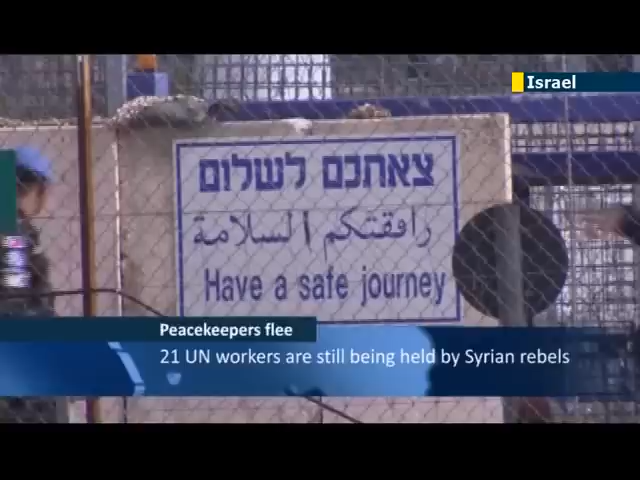 Israel
צאתכם לשלום
رافقتكم السلامة
Have a safe journey
Peacekeepers flee
21 UN workers are still being held by Syrian rebels